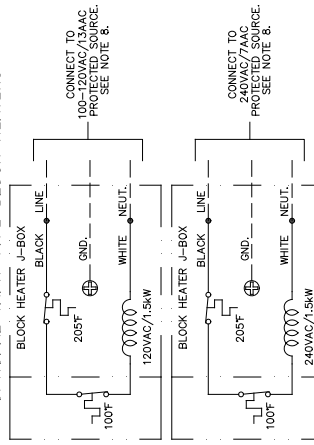 BLOCK HEATER J-BOX
BLACK
LINE
205°F
GND.
100°F
120VAC/1.5kW
WHITE
NEUT.
CONNECT TO
100-120VAC/13AAC
PROTECTED SOURCE.
SEE NOTE 8.
BLOCK HEATER J-BOX
BLACK
LINE
205°F
GND.
100°F
240VAC/1.5kW
WHITE
NEUT.
CONNECT TO
240VAC/7AAC
PROTECTED SOURCE.
SEE NOTE 8.